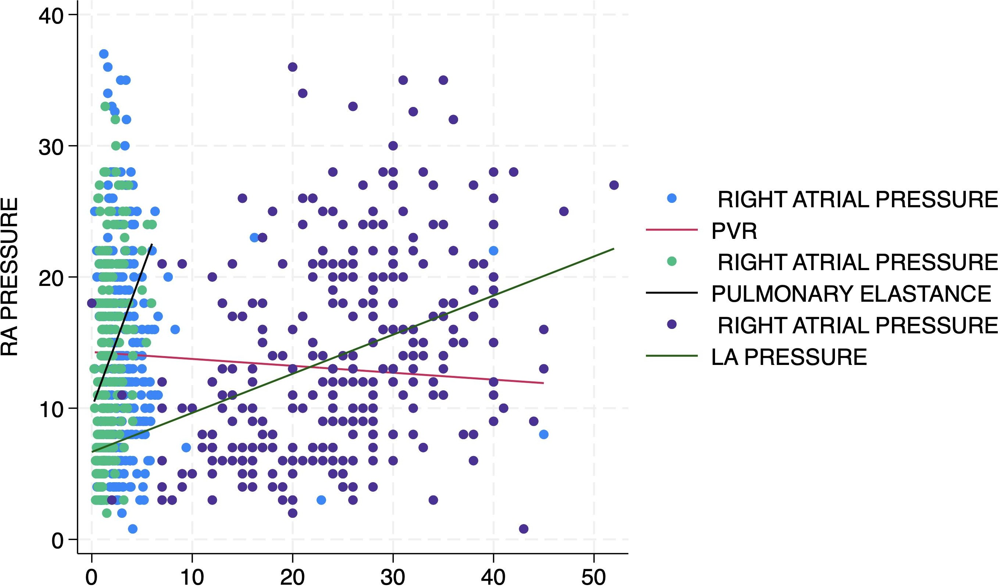 RA PRESSURE
40
30
20
10
0
0 10 20 30 40 50
RIGHT ATRIAL PRESSURE
PVR
RIGHT ATRIAL PRESSURE
PULMONARY ELASTANCE
RIGHT ATRIAL PRESSURE
LA PRESSURE